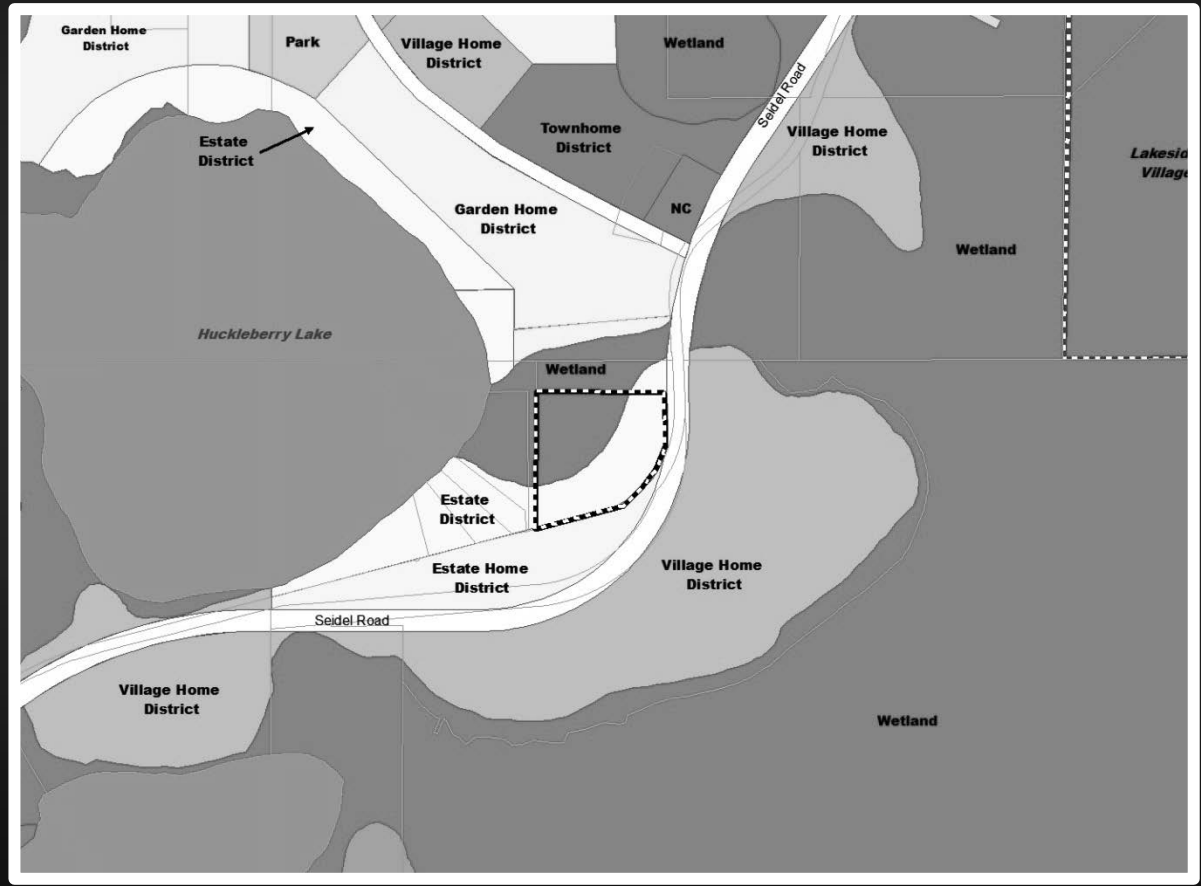 Garden Home
District
Park
Village Home
District
Wetland
Seidel Road
Estate
District
Townhome
District
Village Home
District
Lakesid
Village
NC
Garden Home
District
Wetland
Huckleberry Lake
Wetland
Estate
District
Estate Home
District
Village Home
District
Seidel Road
Village Home
District
Wetland